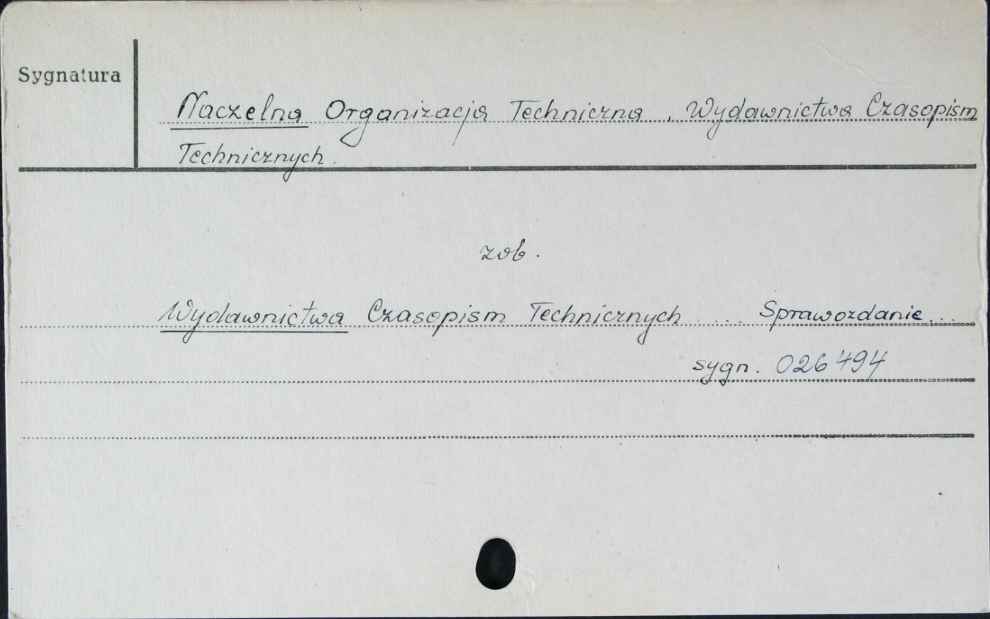 Sygnatura
Naczelna Organizacja Techniczna. Wydawnictwa Czasopism
Technicznych.
zob.
Wydawnictwa Czasopism Technicznych ... Sprawozdanie...
sygn. 026494